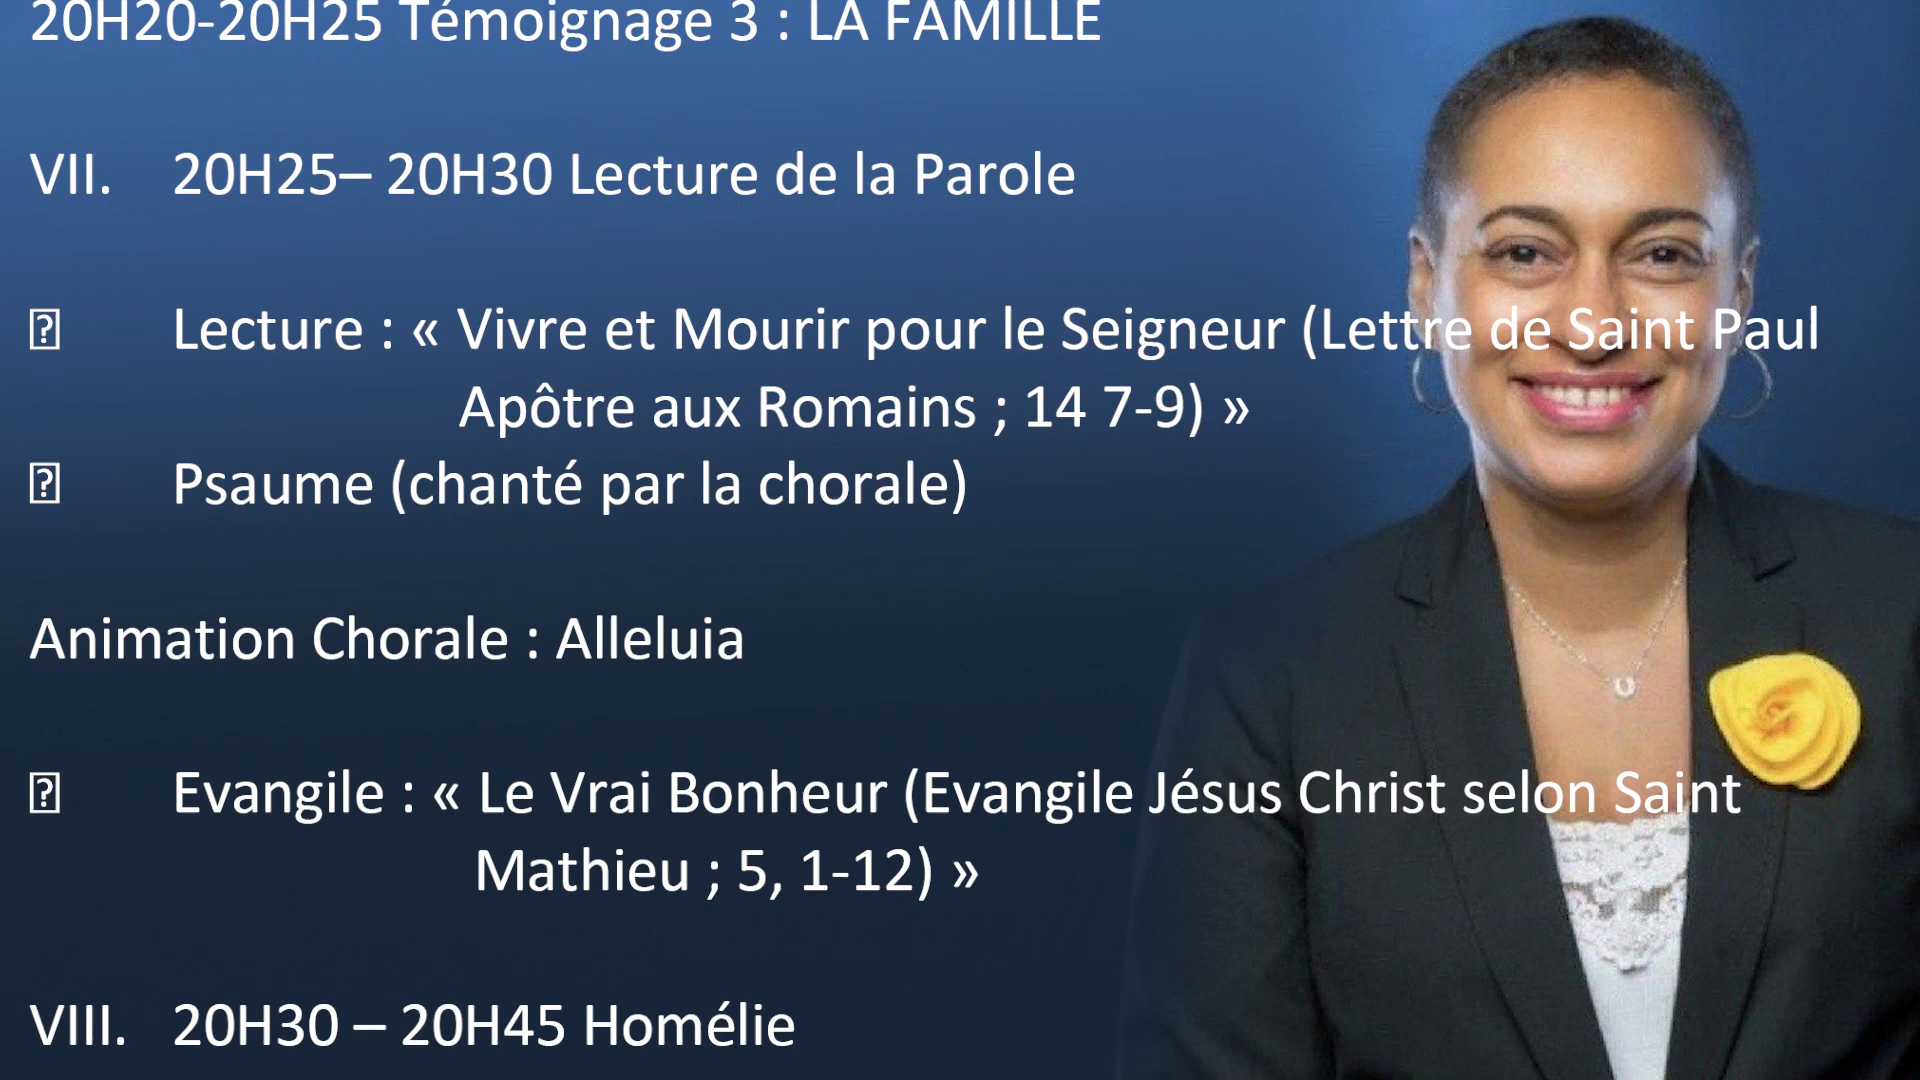 20H20-20H25 Témoignage 3 : LA FAMILLE
VII. 20H25– 20H30 Lecture de la Parole
Lecture : « Vivre et Mourir pour le Seigneur (Lettre de Saint Paul
Apôtre aux Romains ; 14 7-9) »
Psaume (chanté par la chorale)
Animation Chorale : Alleluia
Evangile : « Le Vrai Bonheur (Evangile Jésus Christ selon Saint
Mathieu ; 5, 1-12) »
VIII. 20H30 – 20H45 Homélie